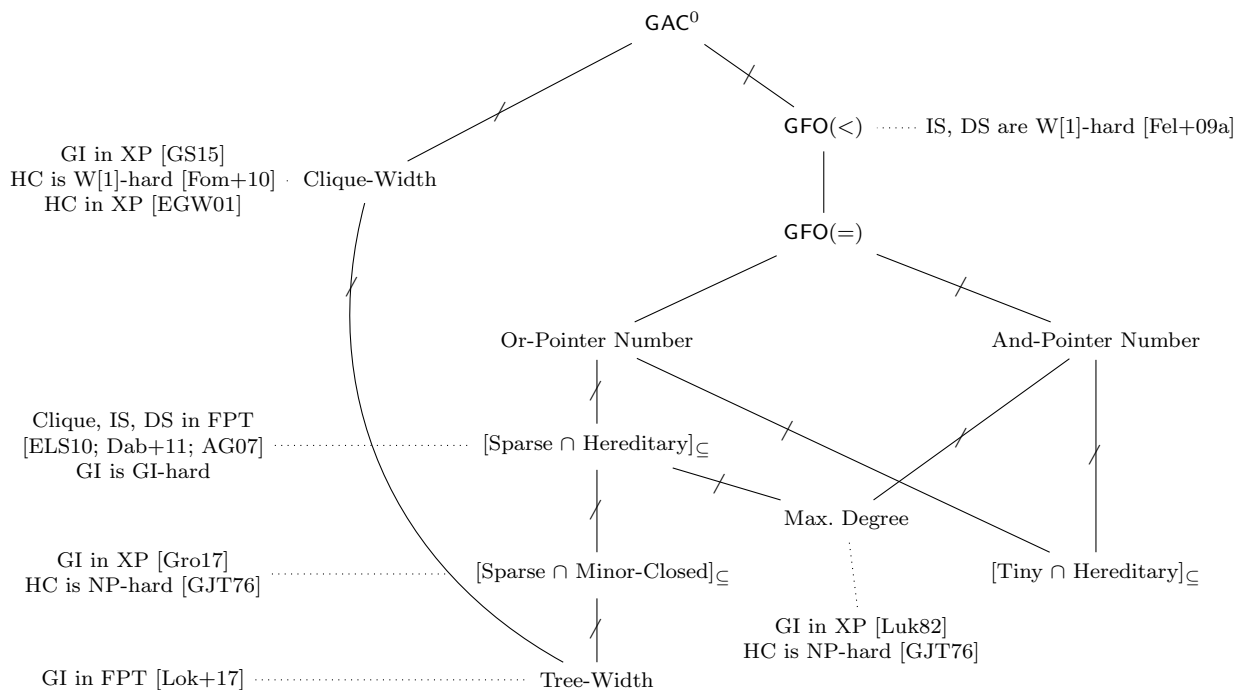 GAC⁰
GFO(<)
IS, DS are W[1]-hard [Fel+09a]
GI in XP [GS15]
HC is W[1]-hard [Fom+10]
HC in XP [EGW01]
Clique-Width
GFO(=)
Or-Pointer Number
And-Pointer Number
Clique, IS, DS in FPT
[ELS10; Dab+11; AG07]
GI is GI-hard
[Sparse ∩ Hereditary]⊆
Max. Degree
GI in XP [Gro17]
HC is NP-hard [GJT76]
[Sparse ∩ Minor-Closed]⊆
[Tiny ∩ Hereditary]⊆
GI in XP [Luk82]
HC is NP-hard [GJT76]
GI in FPT [Lok+17]
Tree-Width